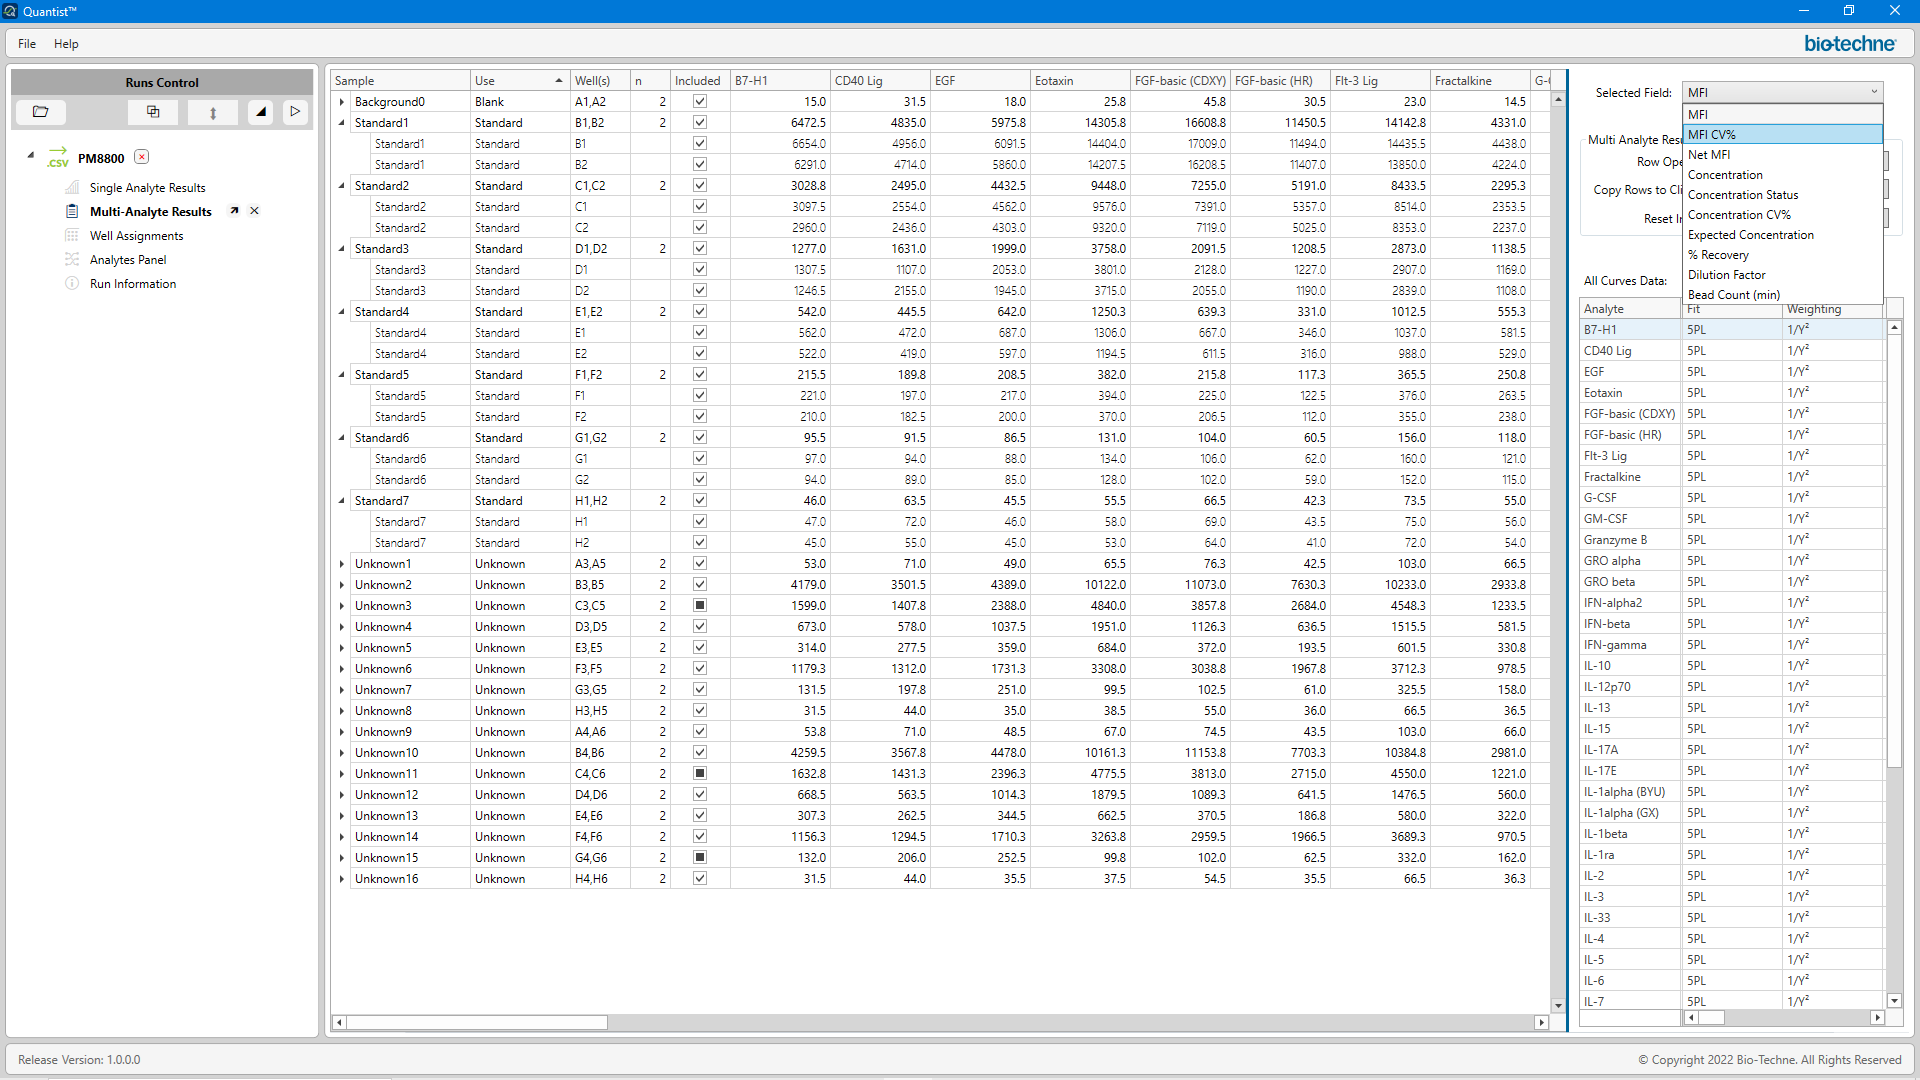 Quantist™
File Help
bio-techne
Runs Control
.csv PM8800
Single Analyte Results
Multi-Analyte Results
Well Assignments
Analytes Panel
Run Information
Sample Use Well(s) n Included B7-H1 CD40 Lig EGF Eotaxin FGF-basic (CDXY) FGF-basic (HR) Flt-3 Lig Fractalkine
Background0 Blank A1,A2 2 15.0 31.5 18.0 25.8 45.8 30.5 23.0 14.5
Standard1 Standard B1,B2 2 6472.5 4835.0 5975.8 14305.8 16608.8 11450.5 14142.8 4331.0
Standard1 Standard B1 6654.0 4956.0 6091.5 14404.0 17009.0 11494.0 14435.5 4438.0
Standard1 Standard B2 6291.0 4714.0 5860.0 14207.5 16208.5 11407.0 13850.0 4224.0
Standard2 Standard C1,C2 2 3028.8 2495.0 4432.5 9448.0 7255.0 5191.0 8433.5 2295.3
Standard2 Standard C1 3097.5 2554.0 4562.0 9576.0 7391.0 5357.0 8514.0 2353.5
Standard2 Standard C2 2960.0 2436.0 4303.0 9320.0 7119.0 5025.0 8353.0 2237.0
Standard3 Standard D1,D2 2 1277.0 1631.0 1999.0 3758.0 2091.5 1208.5 2873.0 1138.5
Standard3 Standard D1 1307.5 1107.0 2053.0 3801.0 2128.0 1227.0 2907.0 1169.0
Standard3 Standard D2 1246.5 2155.0 1945.0 3715.0 2055.0 1190.0 2839.0 1108.0
Standard4 Standard E1,E2 2 542.0 445.5 642.0 1250.3 639.3 331.0 1012.5 555.3
Standard4 Standard E1 562.0 472.0 687.0 1306.0 667.0 346.0 1037.0 581.5
Standard4 Standard E2 522.0 419.0 597.0 1194.5 611.5 316.0 988.0 529.0
Standard5 Standard F1,F2 2 215.5 189.8 208.5 382.0 215.8 117.3 365.5 250.8
Standard5 Standard F1 221.0 197.0 217.0 394.0 225.0 122.5 376.0 263.5
Standard5 Standard F2 210.0 182.5 200.0 370.0 206.5 112.0 355.0 238.0
Standard6 Standard G1,G2 2 95.5 91.5 86.5 131.0 104.0 60.5 156.0 118.0
Standard6 Standard G1 97.0 94.0 88.0 134.0 106.0 62.0 160.0 121.0
Standard6 Standard G2 94.0 89.0 85.0 128.0 102.0 59.0 152.0 115.0
Standard7 Standard H1,H2 2 46.0 63.5 45.5 55.5 66.5 42.3 73.5 55.0
Standard7 Standard H1 47.0 72.0 46.0 58.0 69.0 43.5 75.0 56.0
Standard7 Standard H2 45.0 55.0 45.0 53.0 64.0 41.0 72.0 54.0
Unknown1 Unknown A3,A5 2 53.0 71.0 49.0 65.5 76.3 42.5 103.0 66.5
Unknown2 Unknown B3,B5 2 4179.0 3501.5 4389.0 10122.0 11073.0 7630.3 10233.0 2933.8
Unknown3 Unknown C3,C5 2 1599.0 1407.8 2388.0 4840.0 3857.8 2684.0 4548.3 1233.5
Unknown4 Unknown D3,D5 2 673.0 578.0 1037.5 1951.0 1126.3 636.5 1515.5 581.5
Unknown5 Unknown E3,E5 2 314.0 277.5 359.0 684.0 372.0 193.5 601.5 330.8
Unknown6 Unknown F3,F5 2 1179.3 1312.0 1731.3 3308.0 3038.8 1967.8 3712.3 978.5
Unknown7 Unknown G3,G5 2 131.5 197.8 251.0 99.5 102.5 61.0 325.5 158.0
Unknown8 Unknown H3,H5 2 31.5 44.0 35.0 38.5 55.0 36.0 66.5 36.5
Unknown9 Unknown A4,A6 2 53.8 71.0 48.5 67.0 74.5 43.5 103.0 66.0
Unknown10 Unknown B4,B6 2 4259.5 3567.8 4478.0 10161.3 11153.8 7703.3 10384.8 2981.0
Unknown11 Unknown C4,C6 2 1632.8 1431.3 2396.3 4775.5 3813.0 2715.0 4550.0 1221.0
Unknown12 Unknown D4,D6 2 668.5 563.5 1014.3 1879.5 1089.3 641.5 1476.5 560.0
Unknown13 Unknown E4,E6 2 307.3 262.5 344.5 662.5 370.5 186.8 580.0 322.0
Unknown14 Unknown F4,F6 2 1156.3 1294.5 1710.3 3263.8 2959.5 1966.5 3689.3 970.5
Unknown15 Unknown G4,G6 2 132.0 206.0 252.5 99.8 102.0 62.5 332.0 162.0
Unknown16 Unknown H4,H6 2 31.5 44.0 35.5 37.5 54.5 35.5 66.5 36.3
Selected Field: MFI
MFI
MFI CV%
Net MFI
Concentration
Concentration Status
Concentration CV%
Expected Concentration
% Recovery
Dilution Factor
Bead Count (min)
Multi Analyte
Row
Copy Rows to
Reset
All Curves Data:
Analyte Fit Weighting
B7-H1 5PL 1/Y²
CD40 Lig 5PL 1/Y²
EGF 5PL 1/Y²
Eotaxin 5PL 1/Y²
FGF-basic (CDXY) 5PL 1/Y²
FGF-basic (HR) 5PL 1/Y²
Flt-3 Lig 5PL 1/Y²
Fractalkine 5PL 1/Y²
G-CSF 5PL 1/Y²
GM-CSF 5PL 1/Y²
Granzyme B 5PL 1/Y²
GRO alpha 5PL 1/Y²
GRO beta 5PL 1/Y²
IFN-alpha2 5PL 1/Y²
IFN-beta 5PL 1/Y²
IFN-gamma 5PL 1/Y²
IL-10 5PL 1/Y²
IL-12p70 5PL 1/Y²
IL-13 5PL 1/Y²
IL-15 5PL 1/Y²
IL-17A 5PL 1/Y²
IL-17E 5PL 1/Y²
IL-1alpha (BYU) 5PL 1/Y²
IL-1alpha (GX) 5PL 1/Y²
IL-1beta 5PL 1/Y²
IL-1ra 5PL 1/Y²
IL-2 5PL 1/Y²
IL-3 5PL 1/Y²
IL-33 5PL 1/Y²
IL-4 5PL 1/Y²
IL-5 5PL 1/Y²
IL-6 5PL 1/Y²
IL-7 5PL 1/Y²
Release Version: 1.0.0.0
© Copyright 2022 Bio-Techne. All Rights Reserved